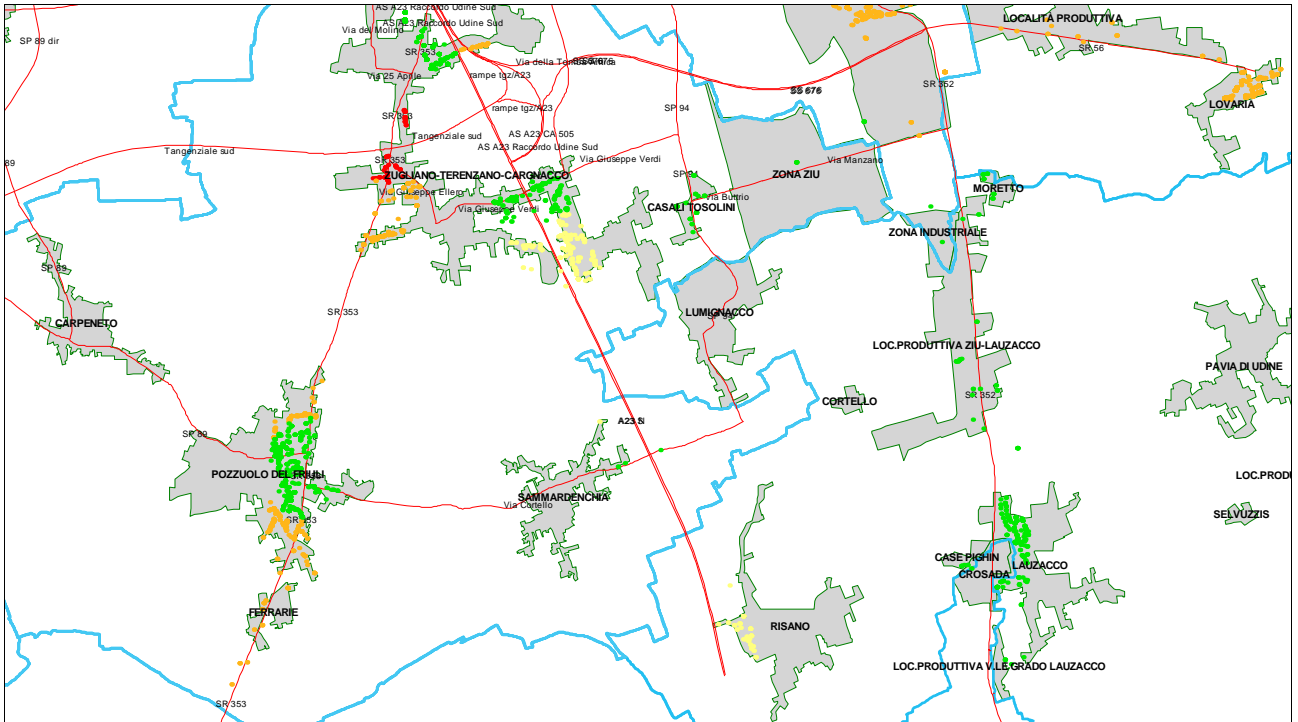 AS A23 Raccordo Udine Sud
LOCALITÀ PRODUTTIVA
AS A23 Raccordo Udine Sud
Via del Molino
SP 89 dir
SR 56
SR 353
Via della Tomba Antica
Via 25 Aprile
rampe tgz/A23
SR 352
SS 676
LOVARIA
rampe tgz/A23
SP 94
SR 353
AS A23 CA 505
Tangenziale sud
AS A23 Raccordo Udine Sud
Tangenziale sud
Via Giuseppe Verdi
SR 353
Via Manzano
89
ZUGLIANO-TERENZANO-CARGNACCO
ZONA ZIU
SP 94
MORETTO
Via Giuseppe Ellero
Via Buttrio
Via Giuseppe Verdi
CASALI TOSOLINI
ZONA INDUSTRIALE
SP 89
SR 353
LUMIGNACCO
CARPENETO
LOC.PRODUTTIVA ZIU-LAUZACCO
PAVIA DI UDINE
SR 352
CORTELLO
A23 N
SP 89
POZZUOLO DEL FRIULI
LOC.PRODU
SAMMARDENCHIA
Via Cortello
SELVUZZIS
SR 353
CASE PIGHIN
LAUZACCO
CROSADA
FERRARIE
RISANO
LOC.PRODUTTIVA V.LE GRADO LAUZACCO
SR 353